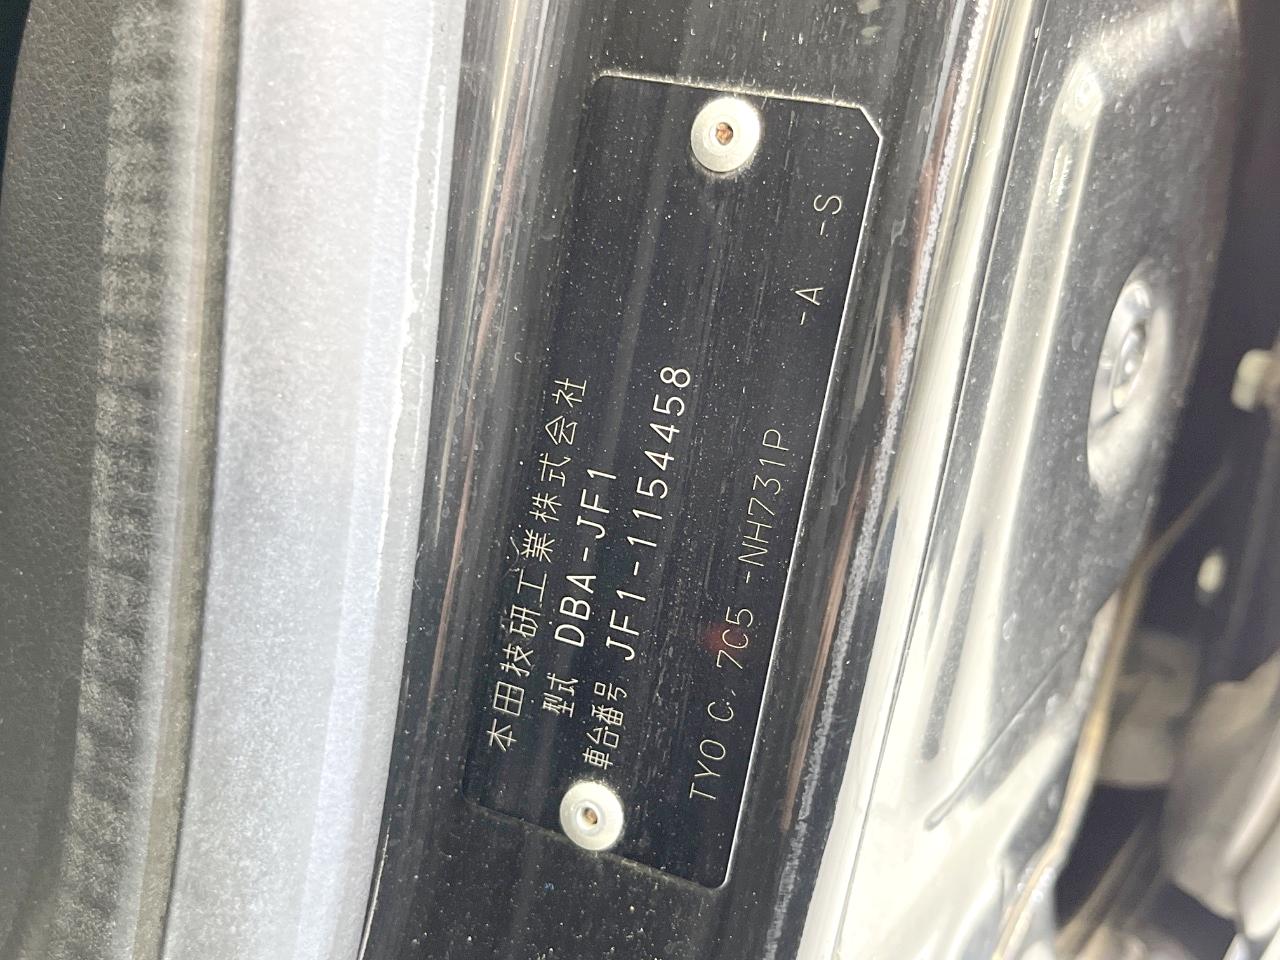 本田技研工業株式会社
型式 DBA-JF1
車台番号 JF1-1154458
TYO C. 7C5 -NH731P -A -S